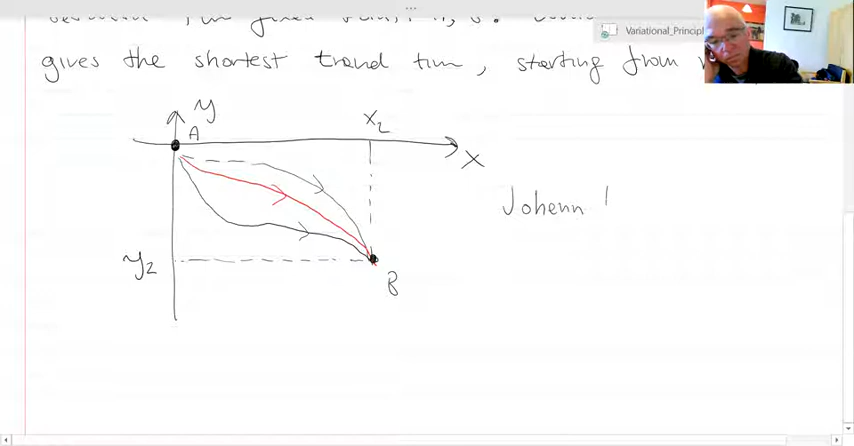 gives the shortest travel time, starting from
Variational_Principl
y
A
x2
x
Johann
y2
B